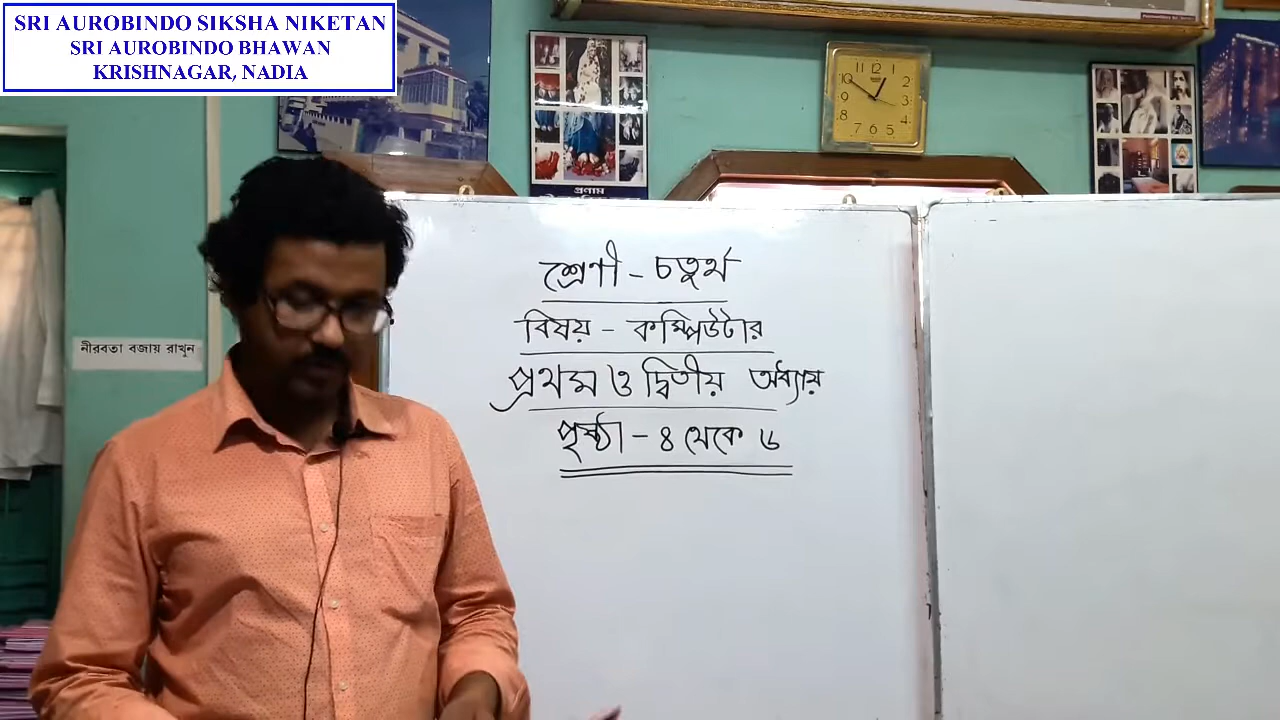 SRI AUROBINDO SIKSHA NIKETAN
SRI AUROBINDO BHAWAN
KRISHNAGAR, NADIA
প্রণাম
নীরবতা বজায় রাখুন
শ্রেণী - চতুর্থ
বিষয় - কম্পিউটার
প্রথম ও দ্বিতীয় অধ্যায়
পৃষ্ঠা - ৪ থেকে ৬